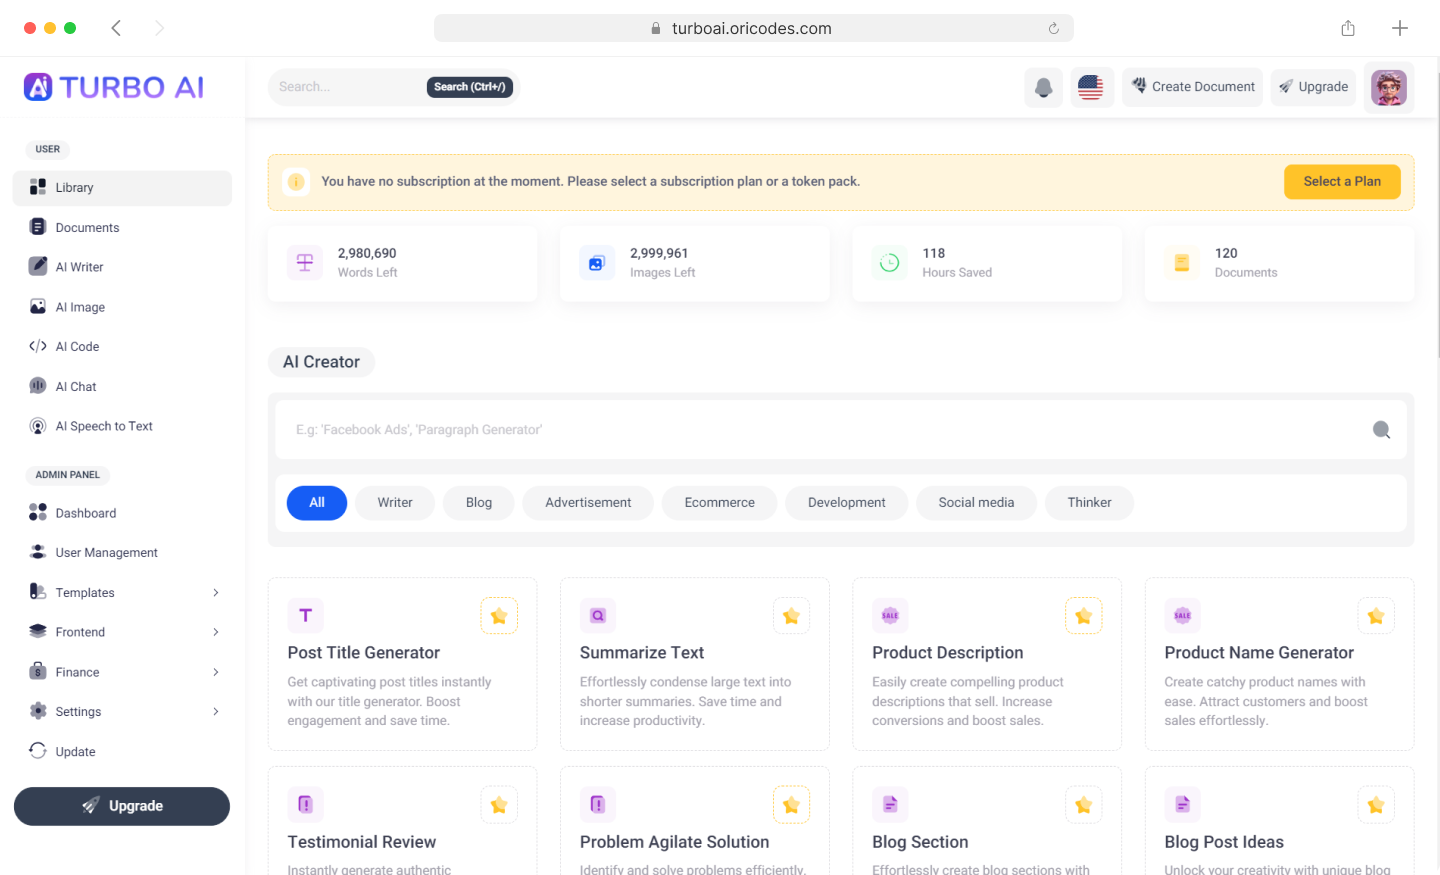 turboai.oricodes.com
TURBO AI
Search...
Search (Ctrl+/)
Create Document
Upgrade
USER
Library
Documents
AI Writer
AI Image
AI Code
AI Chat
AI Speech to Text
ADMIN PANEL
Dashboard
User Management
Templates
Frontend
Finance
Settings
Update
Upgrade
You have no subscription at the moment. Please select a subscription plan or a token pack.
Select a Plan
2,980,690
Words Left
2,999,961
Images Left
118
Hours Saved
120
Documents
AI Creator
E.g: 'Facebook Ads', 'Paragraph Generator'
All
Writer
Blog
Advertisement
Ecommerce
Development
Social media
Thinker
T
Post Title Generator
Get captivating post titles instantly
with our title generator. Boost
engagement and save time.
Summarize Text
Effortlessly condense large text into
shorter summaries. Save time and
increase productivity.
SALE
Product Description
Easily create compelling product
descriptions that sell. Increase
conversions and boost sales.
SALE
Product Name Generator
Create catchy product names with
ease. Attract customers and boost
sales effortlessly.
Testimonial Review
Instantly generate authentic
Problem Agilate Solution
Identify and solve problems efficiently.
Blog Section
Effortlessly create blog sections with
Blog Post Ideas
Unlock your creativity with unique blog